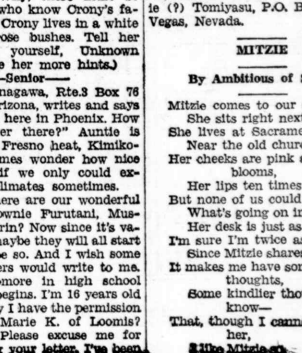 who know Crony's fa-
Crony lives in a white
ose bushes. Tell her
yourself, Unknown
e her more hints.)
—Senior—
nagawa, Rte.3 Box 76
rizona, writes and says
here in Phoenix. How
er there?" Auntie is
Fresno heat, Kimiko-
mes wonder how nice
if we only could ex-
limates sometimes.
ere are our wonderful
ownie Furutani, Mus-
rin? Now since it's va-
aybe they will all start
e so. And I wish some
ers would write to me.
omore in high school
egins. I'm 16 years old
y I have the permission
Marie K. of Loomis?
Please excuse me for
your letter. I've been
ie (?) Tomiyasu, P.O. B
Vegas, Nevada.
MITZIE
By Ambitious of S
Mitzie comes to our
She sits right next
She lives at Sacrame
Near the old churc
Her cheeks are pink a
blooms,
Her lips ten times
But none of us could
What's going on i
Her desk is just as
I'm sure I'm twice a
Since Mitzie share
It makes me have sor
thoughts,
Some kindlier tho
know—
That, though I cann
her,
I like Mitzie so